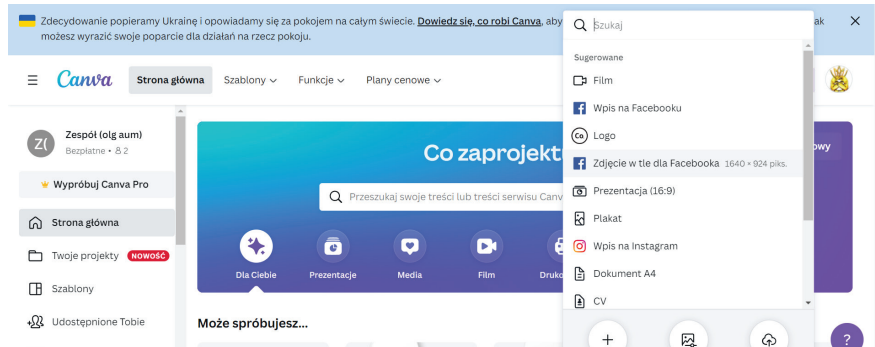 Zdecydowanie popieramy Ukrainę i opowiadamy się za pokojem na całym świecie. Dowiedz się, co robi Canva, aby
możesz wyrazić swoje poparcie dla działań na rzecz pokoju.
Canva
Strona główna
Szablony
Funkcje
Plany cenowe
Z(
Zespół (olg aum)
Bezpłatne • 2
Wypróbuj Canva Pro
Strona główna
Twoje projekty NOWOŚĆ
Szablony
Udostępnione Tobie
Co zaprojekt
Przeszukaj swoje treści lub treści serwisu Canv
Dla Ciebie
Prezentacje
Media
Film
Druko
Może spróbujesz...
Szukaj
Sugerowane
Film
Wpis na Facebooku
Co. Logo
Zdjęcie w tle dla Facebooka 1640 × 924 piks.
Prezentacja (16:9)
Plakat
Wpis na Instagram
Dokument A4
CV
ak
owy
?